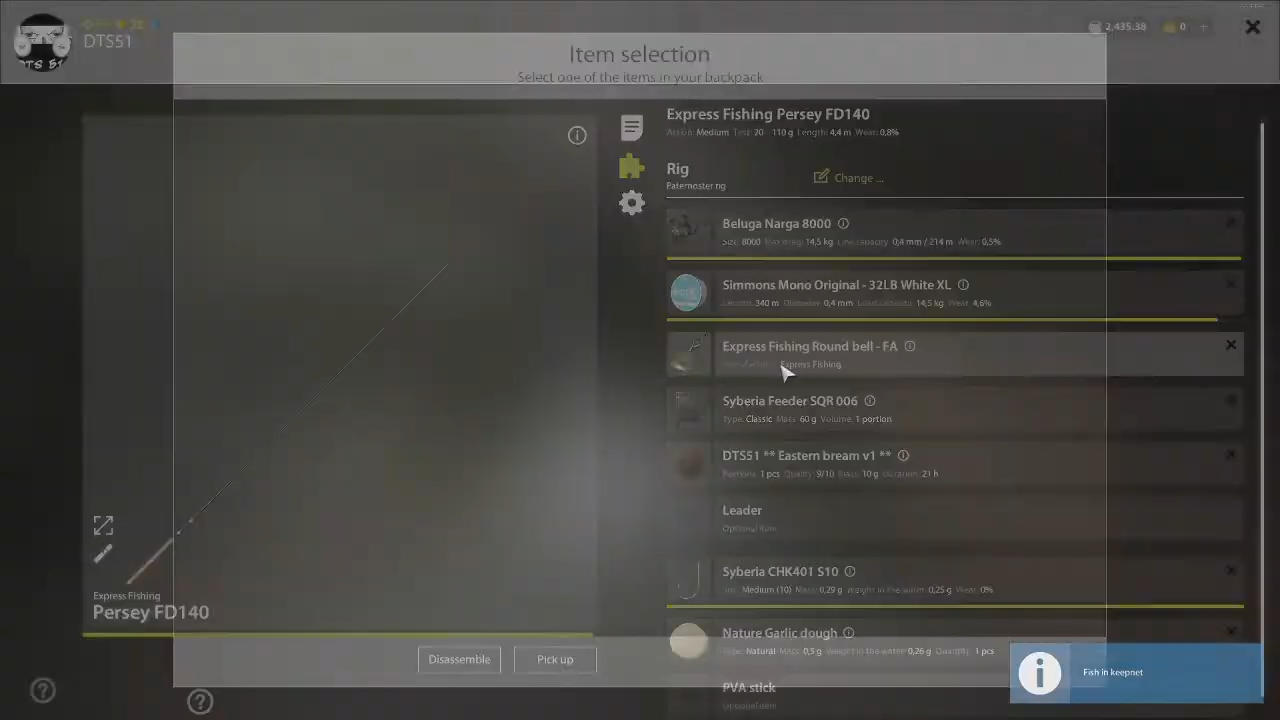 DTS51
2,435.38
0
+
DTS 51
Item selection
Select one of the items in your backpack
Express Fishing Persey FD140
Action: Medium Test: 20 - 110 g Length: 4,4 m Wear: 0,8%
Rig
Paternoster rig
Change ...
Beluga Narga 8000
Size: 8000 Max drag: 14,5 kg Line capacity: 0,4 mm / 214 m Wear: 0,5%
Simmons Mono Original - 32LB White XL
Length: 340 m Diameter: 0,4 mm Load capacity: 14,5 kg Wear: 4,6%
Express Fishing Round bell - FA
Express Fishing
Syberia Feeder SQR 006
Type: Classic Mass: 60 g Volume: 1 portion
DTS51 ** Eastern bream v1 **
Portions: 1 pcs Quality: 9/10 Mass: 10 g Duration: 21 h
Leader
Optional item
Syberia CHK401 S10
Medium (10) Mass: 0,29 g Weight in the water: 0,25 g Wear: 0%
Nature Garlic dough
Type: Natural Mass: 0,5 g Weight in the water: 0,26 g Quantity: 1 pcs
PVA stick
Optional item
Express Fishing
Persey FD140
Disassemble
Pick up
Fish in keepnet